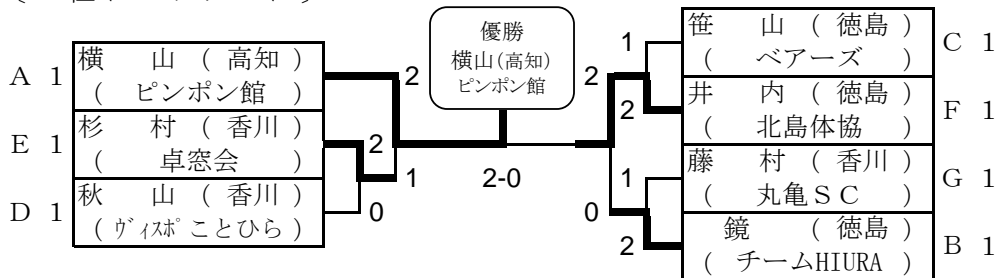 優勝
横山(高知)
ピンポン館
A 1 横 山 ( 高知 )
( ピンポン館 )
E 1 杉 村 ( 香川 )
( 卓窓会 )
D 1 秋 山 ( 香川 )
( ヴィスポことひら )
2
2
1
0
2-0
笹 山 ( 徳島 ) C 1
( ベアーズ )
井 内 ( 徳島 ) F 1
( 北島体協 )
藤 村 ( 香川 ) G 1
( 丸亀SC )
鏡 ( 徳島 ) B 1
( チームHIURA )
1
2
2
1
0
2